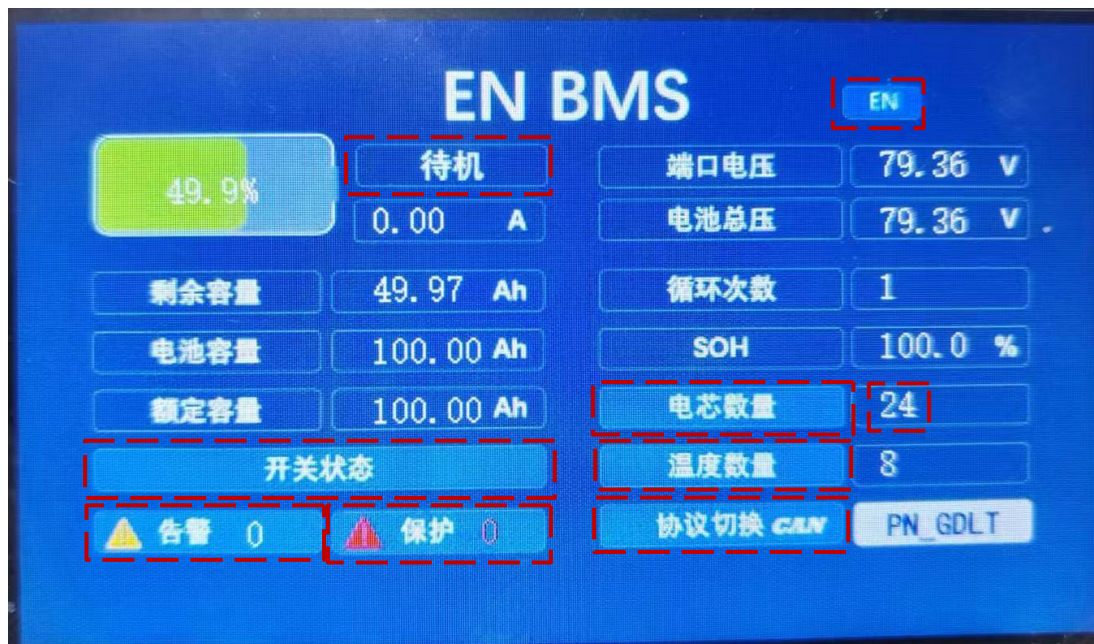 EN BMS
EN
49.9%
待机
0.00 A
端口电压 79.36 V
电池总压 79.36 V
剩余容量 49.97 Ah
循环次数 1
电池容量 100.00 Ah
SOH 100.0 %
额定容量 100.00 Ah
电芯数量 24
开关状态
温度数量 8
告警 0
保护 0
协议切换 CAN PN_GDLT